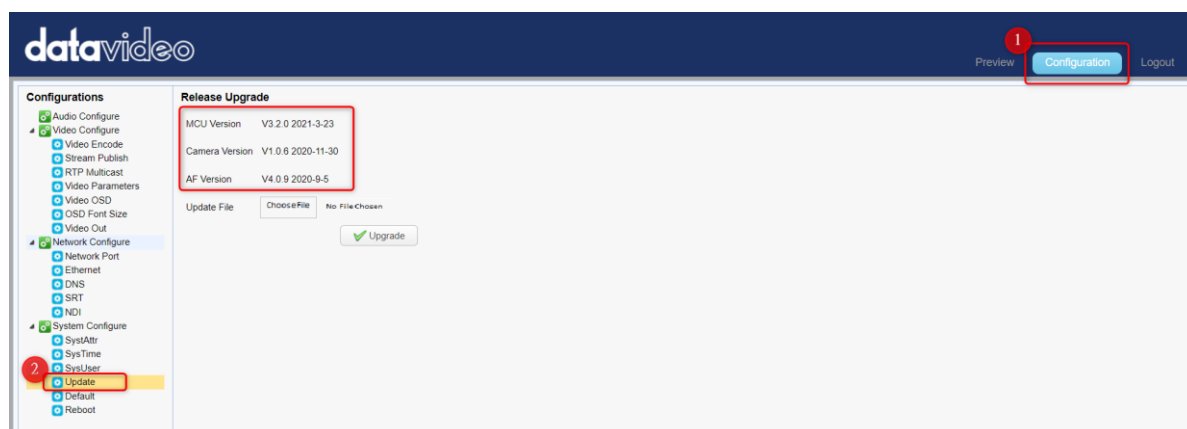 datavideo
1
Preview Configuration Logout
Configurations
Audio Configure
Video Configure
Video Encode
Stream Publish
RTP Multicast
Video Parameters
Video OSD
OSD Font Size
Video Out
Network Configure
Network Port
Ethernet
DNS
SRT
NDI
System Configure
SystAttr
SysTime
SysUser
2
Update
Default
Reboot
Release Upgrade
MCU Version V3.2.0 2021-3-23
Camera Version V1.0.6 2020-11-30
AF Version V4.0.9 2020-9-5
Update File ChooseFile No FileChosen
Upgrade